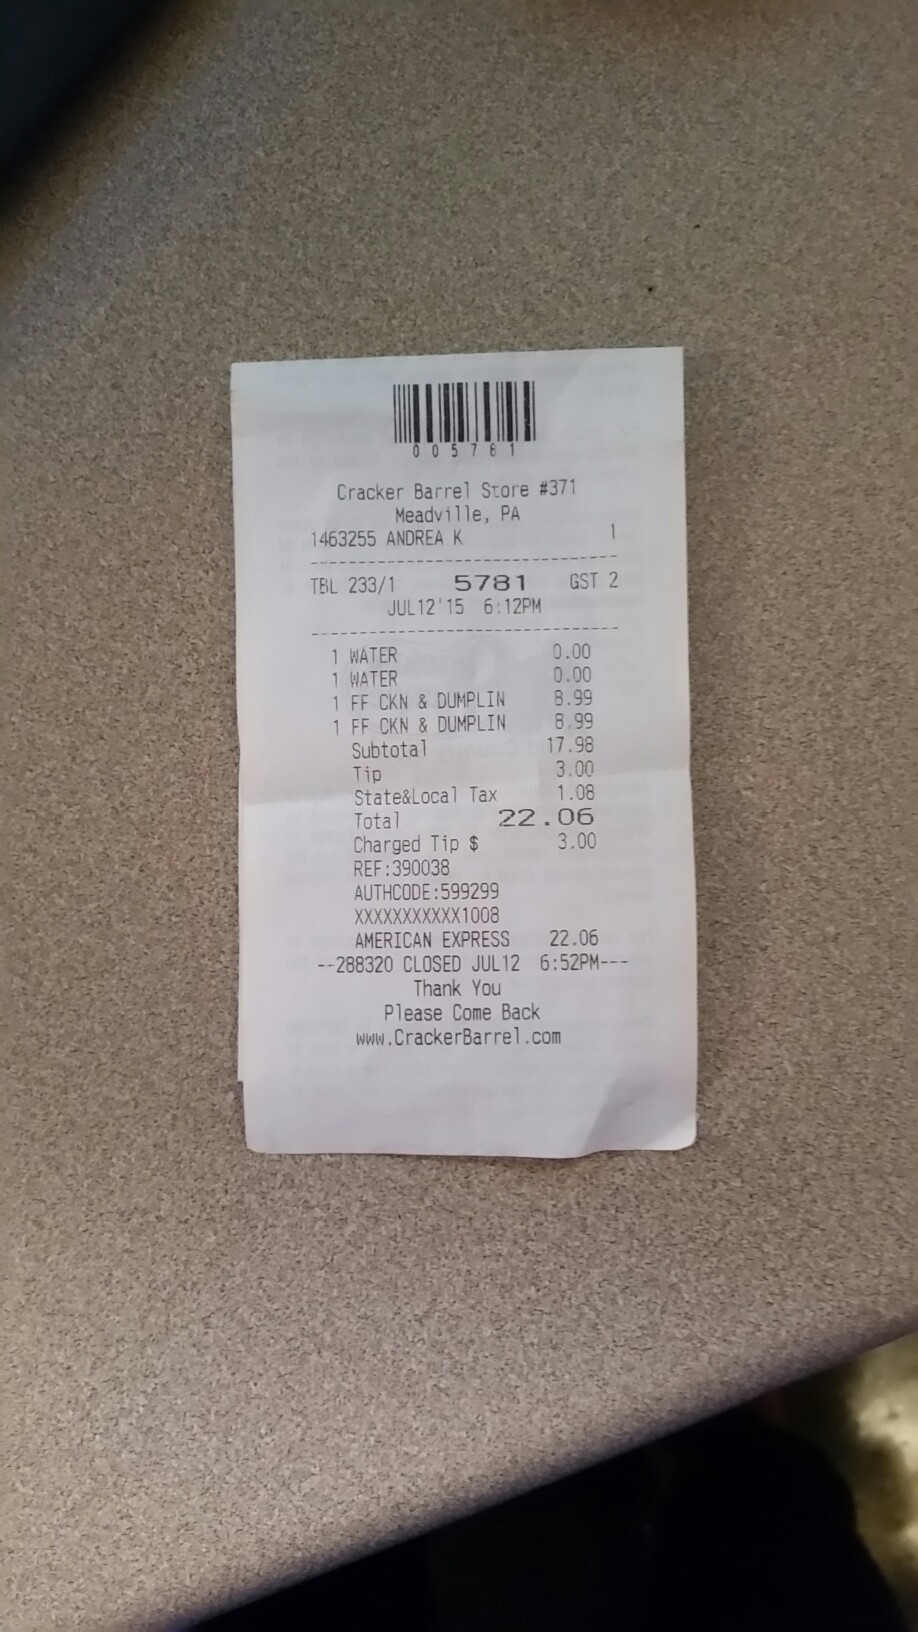 005781
Cracker Barrel Store #371
Meadville, PA
1463255 ANDREA K 1
TBL 233/1 5781 GST 2
JUL12'15 6:12PM
1 WATER 0.00
1 WATER 0.00
1 FF CKN & DUMPLIN 8.99
1 FF CKN & DUMPLIN 8.99
Subtotal 17.98
Tip 3.00
State&Local Tax 1.08
Total 22.06
Charged Tip $ 3.00
REF:390038
AUTHCODE:599299
XXXXXXXXXXX1008
AMERICAN EXPRESS 22.06
--288320 CLOSED JUL12 6:52PM---
Thank You
Please Come Back
www.CrackerBarrel.com